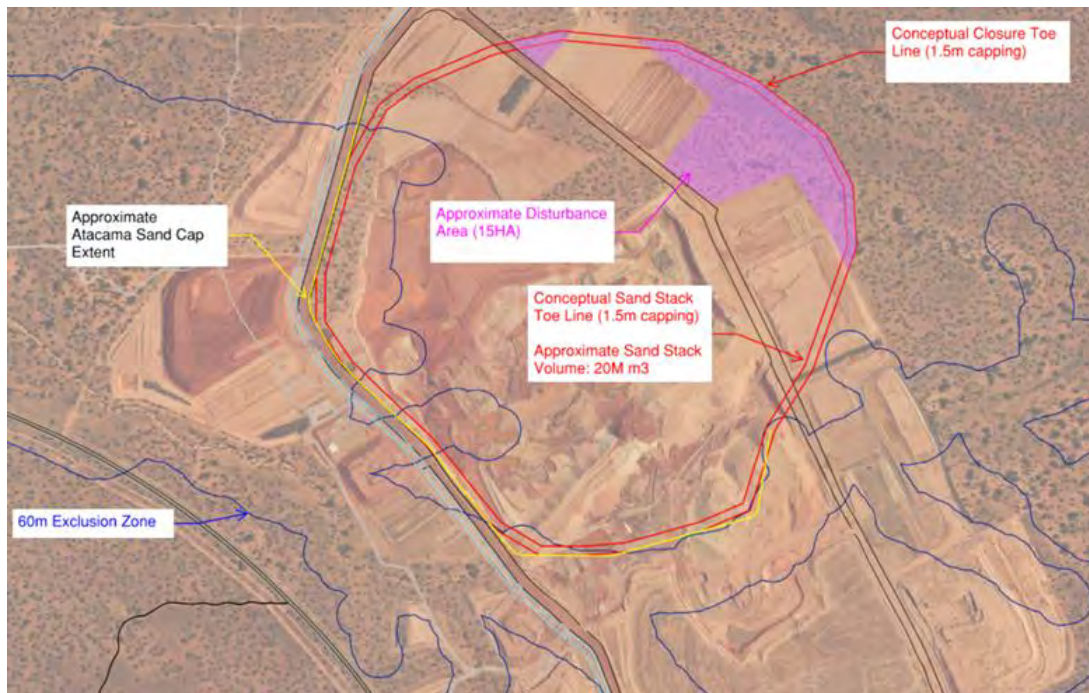 Conceptual Closure Toe
Line (1.5m capping)
Approximate
Atacama Sand Cap
Extent
Approximate Disturbance
Area (15HA)
Conceptual Sand Stack
Toe Line (1.5m capping)
Approximate Sand Stack
Volume: 20M m3
60m Exclusion Zone